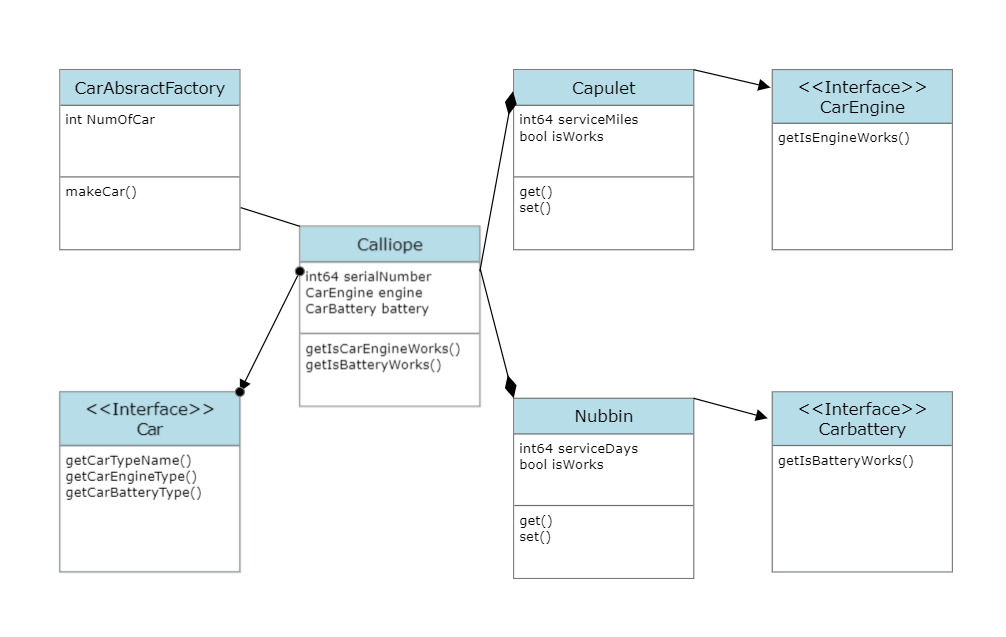 CarAbsractFactory
int NumOfCar
makeCar()
Capulet
int64 serviceMiles
bool isWorks
get()
set()
<<Interface>>
CarEngine
getIsEngineWorks()
Calliope
int64 serialNumber
CarEngine engine
CarBattery battery
getIsCarEngineWorks()
getIsBatteryWorks()
<<Interface>>
Car
getCarTypeName()
getCarEngineType()
getCarBatteryType()
Nubbin
int64 serviceDays
bool isWorks
get()
set()
<<Interface>>
Carbattery
getIsBatteryWorks()